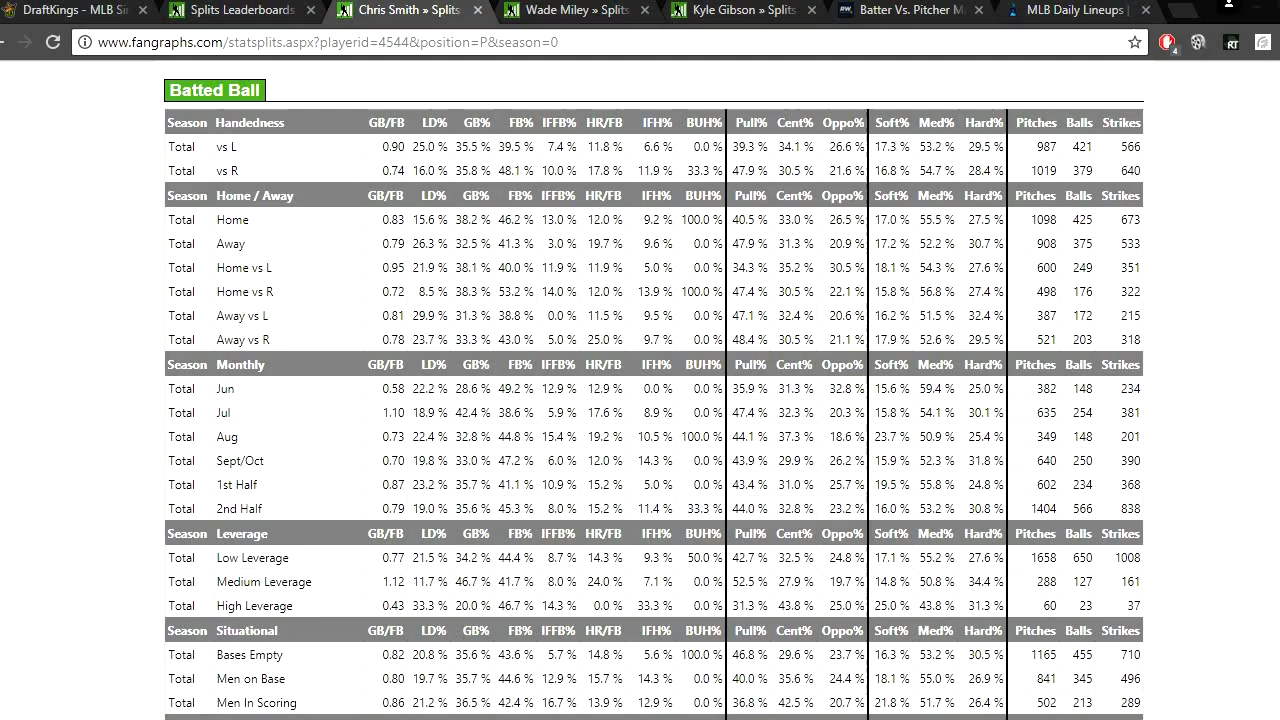 DraftKings - MLB Si Splits Leaderboards Chris Smith » Splits Wade Miley » Splits Kyle Gibson » Splits Batter Vs. Pitcher M MLB Daily Lineups |
www.fangraphs.com/statsplits.aspx?playerid=4544&position=P&season=0
Batted Ball
Season Handedness GB/FB LD% GB% FB% IFFB% HR/FB IFH% BUH% Pull% Cent% Oppo% Soft% Med% Hard% Pitches Balls Strikes
Total vs L 0.90 25.0 % 35.5 % 39.5 % 7.4 % 11.8 % 6.6 % 0.0 % 39.3 % 34.1 % 26.6 % 17.3 % 53.2 % 29.5 % 987 421 566
Total vs R 0.74 16.0 % 35.8 % 48.1 % 10.0 % 17.8 % 11.9 % 33.3 % 47.9 % 30.5 % 21.6 % 16.8 % 54.7 % 28.4 % 1019 379 640
Season Home / Away GB/FB LD% GB% FB% IFFB% HR/FB IFH% BUH% Pull% Cent% Oppo% Soft% Med% Hard% Pitches Balls Strikes
Total Home 0.83 15.6 % 38.2 % 46.2 % 13.0 % 12.0 % 9.2 % 100.0 % 40.5 % 33.0 % 26.5 % 17.0 % 55.5 % 27.5 % 1098 425 673
Total Away 0.79 26.3 % 32.5 % 41.3 % 3.0 % 19.7 % 9.6 % 0.0 % 47.9 % 31.3 % 20.9 % 17.2 % 52.2 % 30.7 % 908 375 533
Total Home vs L 0.95 21.9 % 38.1 % 40.0 % 11.9 % 11.9 % 5.0 % 0.0 % 34.3 % 35.2 % 30.5 % 18.1 % 54.3 % 27.6 % 600 249 351
Total Home vs R 0.72 8.5 % 38.3 % 53.2 % 14.0 % 12.0 % 13.9 % 100.0 % 47.4 % 30.5 % 22.1 % 15.8 % 56.8 % 27.4 % 498 176 322
Total Away vs L 0.81 29.9 % 31.3 % 38.8 % 0.0 % 11.5 % 9.5 % 0.0 % 47.1 % 32.4 % 20.6 % 16.2 % 51.5 % 32.4 % 387 172 215
Total Away vs R 0.78 23.7 % 33.3 % 43.0 % 5.0 % 25.0 % 9.7 % 0.0 % 48.4 % 30.5 % 21.1 % 17.9 % 52.6 % 29.5 % 521 203 318
Season Monthly GB/FB LD% GB% FB% IFFB% HR/FB IFH% BUH% Pull% Cent% Oppo% Soft% Med% Hard% Pitches Balls Strikes
Total Jun 0.58 22.2 % 28.6 % 49.2 % 12.9 % 12.9 % 0.0 % 0.0 % 35.9 % 31.3 % 32.8 % 15.6 % 59.4 % 25.0 % 382 148 234
Total Jul 1.10 18.9 % 42.4 % 38.6 % 5.9 % 17.6 % 8.9 % 0.0 % 47.4 % 32.3 % 20.3 % 15.8 % 54.1 % 30.1 % 635 254 381
Total Aug 0.73 22.4 % 32.8 % 44.8 % 15.4 % 19.2 % 10.5 % 100.0 % 44.1 % 37.3 % 18.6 % 23.7 % 50.9 % 25.4 % 349 148 201
Total Sept/Oct 0.70 19.8 % 33.0 % 47.2 % 6.0 % 12.0 % 14.3 % 0.0 % 43.9 % 29.9 % 26.2 % 15.9 % 52.3 % 31.8 % 640 250 390
Total 1st Half 0.87 23.2 % 35.7 % 41.1 % 10.9 % 15.2 % 5.0 % 0.0 % 43.4 % 31.0 % 25.7 % 19.5 % 55.8 % 24.8 % 602 234 368
Total 2nd Half 0.79 19.0 % 35.6 % 45.3 % 8.0 % 15.2 % 11.4 % 33.3 % 44.0 % 32.8 % 23.2 % 16.0 % 53.2 % 30.8 % 1404 566 838
Season Leverage GB/FB LD% GB% FB% IFFB% HR/FB IFH% BUH% Pull% Cent% Oppo% Soft% Med% Hard% Pitches Balls Strikes
Total Low Leverage 0.77 21.5 % 34.2 % 44.4 % 8.7 % 14.3 % 9.3 % 50.0 % 42.7 % 32.5 % 24.8 % 17.1 % 55.2 % 27.6 % 1658 650 1008
Total Medium Leverage 1.12 11.7 % 46.7 % 41.7 % 8.0 % 24.0 % 7.1 % 0.0 % 52.5 % 27.9 % 19.7 % 14.8 % 50.8 % 34.4 % 288 127 161
Total High Leverage 0.43 33.3 % 20.0 % 46.7 % 14.3 % 0.0 % 33.3 % 0.0 % 31.3 % 43.8 % 25.0 % 25.0 % 43.8 % 31.3 % 60 23 37
Season Situational GB/FB LD% GB% FB% IFFB% HR/FB IFH% BUH% Pull% Cent% Oppo% Soft% Med% Hard% Pitches Balls Strikes
Total Bases Empty 0.82 20.8 % 35.6 % 43.6 % 5.7 % 14.8 % 5.6 % 100.0 % 46.8 % 29.6 % 23.7 % 16.3 % 53.2 % 30.5 % 1165 455 710
Total Men on Base 0.80 19.7 % 35.7 % 44.6 % 12.9 % 15.7 % 14.3 % 0.0 % 40.0 % 35.6 % 24.4 % 18.1 % 55.0 % 26.9 % 841 345 496
Total Men In Scoring 0.86 21.2 % 36.5 % 42.4 % 16.7 % 13.9 % 12.9 % 0.0 % 36.8 % 42.5 % 20.7 % 21.8 % 51.7 % 26.4 % 502 213 289